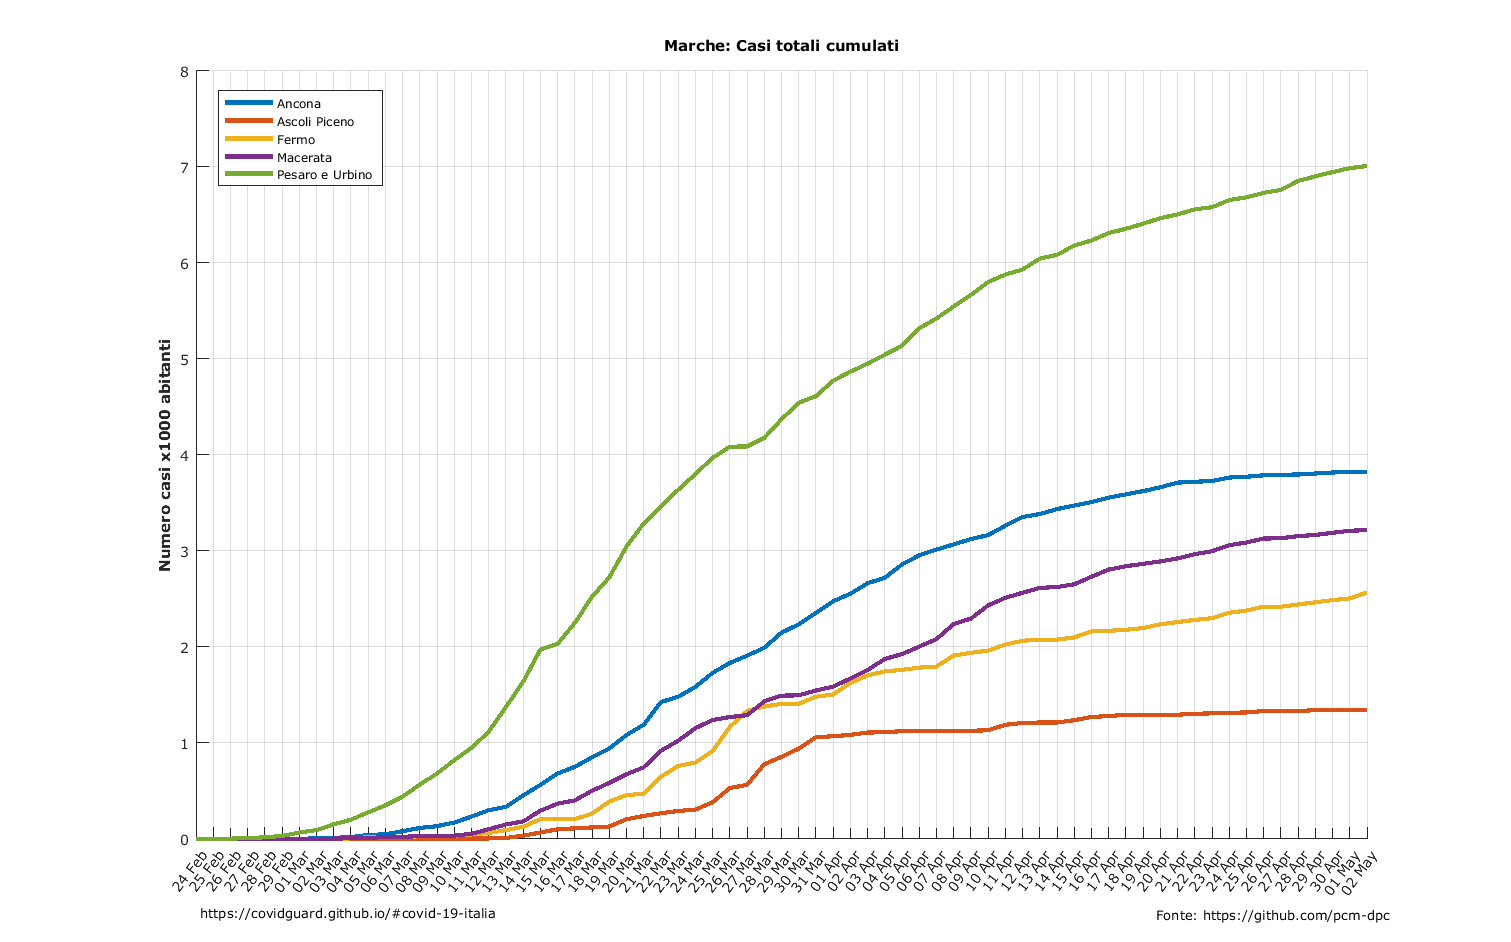 Marche: Casi totali cumulati
8
7
6
5
4
3
2
1
0
Numero casi x1000 abitanti
Ancona
Ascoli Piceno
Fermo
Macerata
Pesaro e Urbino
24 Feb
25 Feb
26 Feb
27 Feb
28 Feb
29 Feb
01 Mar
02 Mar
03 Mar
04 Mar
05 Mar
06 Mar
07 Mar
08 Mar
09 Mar
10 Mar
11 Mar
12 Mar
13 Mar
14 Mar
15 Mar
16 Mar
17 Mar
18 Mar
19 Mar
20 Mar
21 Mar
22 Mar
23 Mar
24 Mar
25 Mar
26 Mar
27 Mar
28 Mar
29 Mar
30 Mar
31 Mar
01 Apr
02 Apr
03 Apr
04 Apr
05 Apr
06 Apr
07 Apr
08 Apr
09 Apr
10 Apr
11 Apr
12 Apr
13 Apr
14 Apr
15 Apr
16 Apr
17 Apr
18 Apr
19 Apr
20 Apr
21 Apr
22 Apr
23 Apr
24 Apr
25 Apr
26 Apr
27 Apr
28 Apr
29 Apr
30 Apr
01 May
02 May
https://covidguard.github.io/#covid-19-italia
Fonte: https://github.com/pcm-dpc